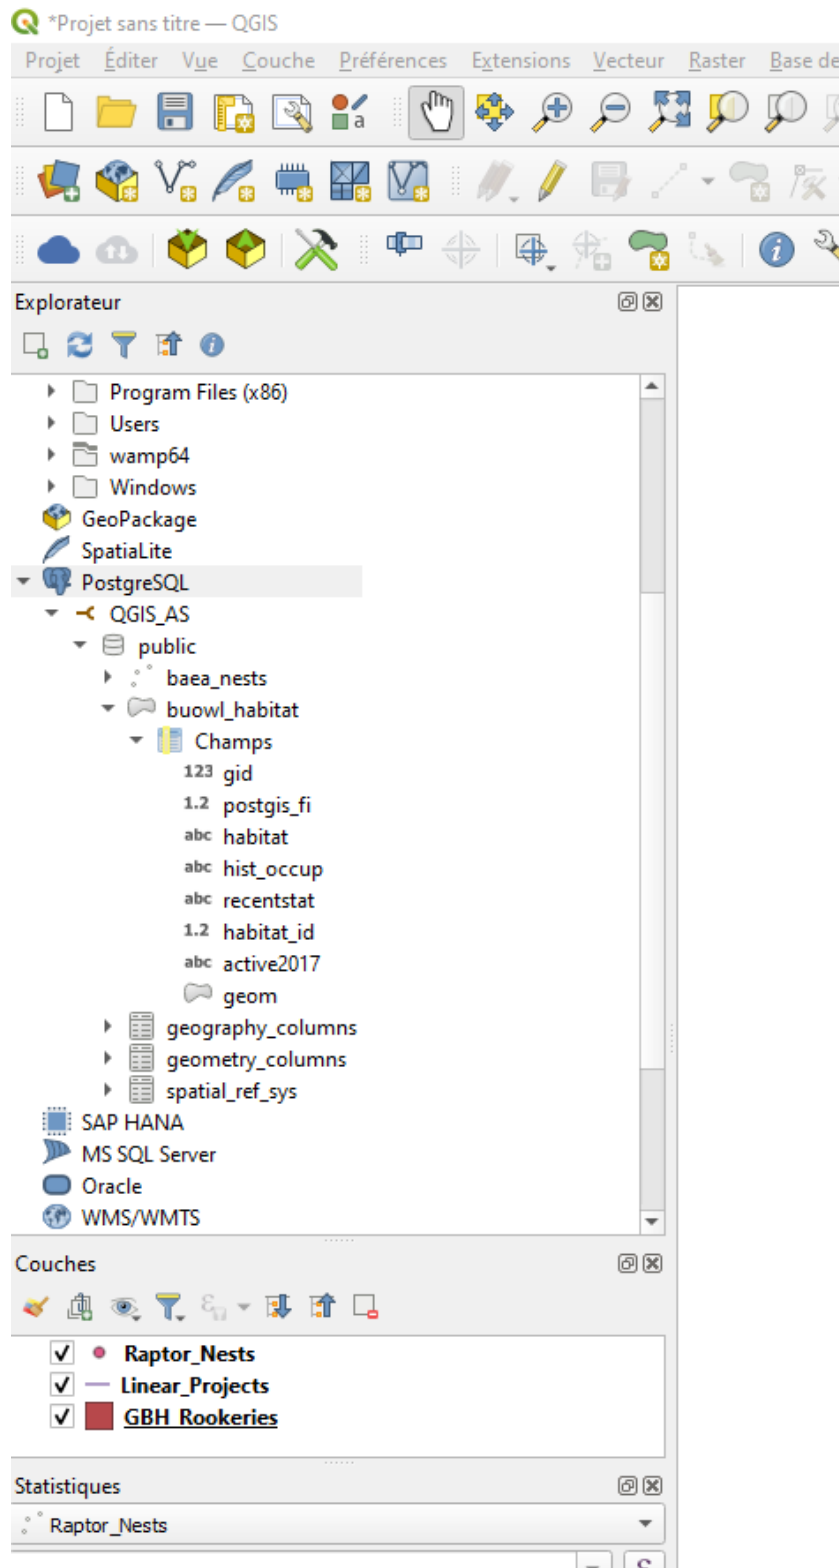 *Projet sans titre — QGIS
Projet Éditer Vue Couche Préférences Extensions Vecteur Raster Base de
a
Explorateur
Program Files (x86)
Users
wamp64
Windows
GeoPackage
SpatiaLite
PostgreSQL
QGIS_AS
public
baea_nests
buowl_habitat
Champs
123 gid
1.2 postgis_fi
abc habitat
abc hist_occup
abc recentstat
1.2 habitat_id
abc active2017
geom
geography_columns
geometry_columns
spatial_ref_sys
SAP HANA
MS SQL Server
Oracle
WMS/WMTS
Couches
Raptor_Nests
Linear_Projects
GBH_Rookeries
Statistiques
Raptor_Nests